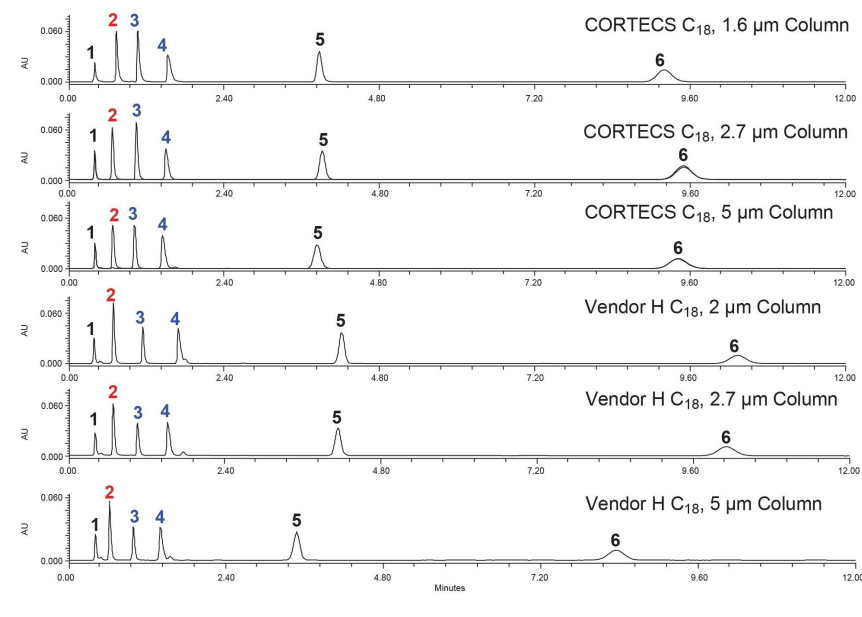 CORTECS C18, 1.6 µm Column
1 2 3 4 5 6
AU
0.060
0.000
0.00 2.40 4.80 7.20 9.60 12.00
CORTECS C18, 2.7 µm Column
1 2 3 4 5 6
AU
0.060
0.000
0.00 2.40 4.80 7.20 9.60 12.00
CORTECS C18, 5 µm Column
1 2 3 4 5 6
AU
0.060
0.000
0.00 2.40 4.80 7.20 9.60 12.00
Vendor H C18, 2 µm Column
1 2 3 4 5 6
AU
0.060
0.000
0.00 2.40 4.80 7.20 9.60 12.00
Vendor H C18, 2.7 µm Column
1 2 3 4 5 6
AU
0.060
0.000
0.00 2.40 4.80 7.20 9.60 12.00
Vendor H C18, 5 µm Column
1 2 3 4 5 6
AU
0.060
0.000
0.00 2.40 4.80 7.20 9.60 12.00
Minutes